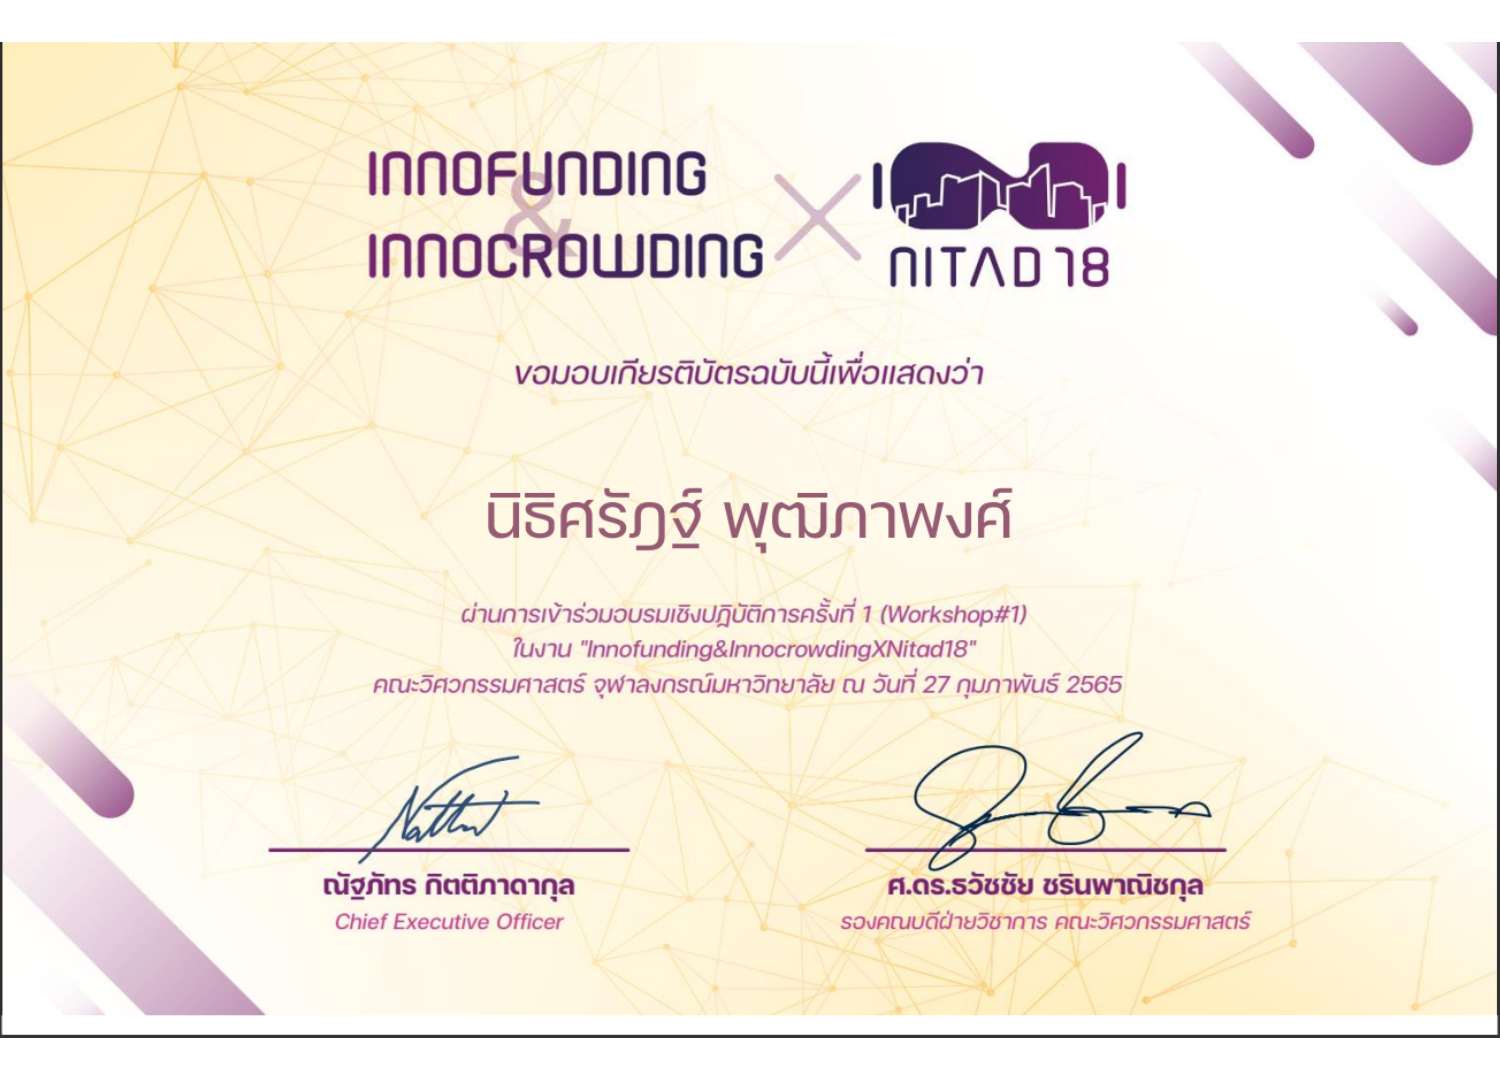 INNOFUNDING
&
INNOCROWDING
X
NITAD 18
ขอมอบเกียรติบัตรฉบับนี้เพื่อแสดงว่า
นิธิศรัฎฐ์ พุฒิภาพงศ์
ผ่านการเข้าร่วมอบรมเชิงปฏิบัติการครั้งที่ 1 (Workshop#1)
ในงาน "Innofunding&InnocrowdingXNitad18"
คณะวิศวกรรมศาสตร์ จุฬาลงกรณ์มหาวิทยาลัย ณ วันที่ 27 กุมภาพันธ์ 2565
ณัฐภัทร กิตติภาดากุล
Chief Executive Officer
ศ.ดร.ธวัชชัย ชรินพาณิชกุล
รองคณบดีฝ่ายวิชาการ คณะวิศวกรรมศาสตร์